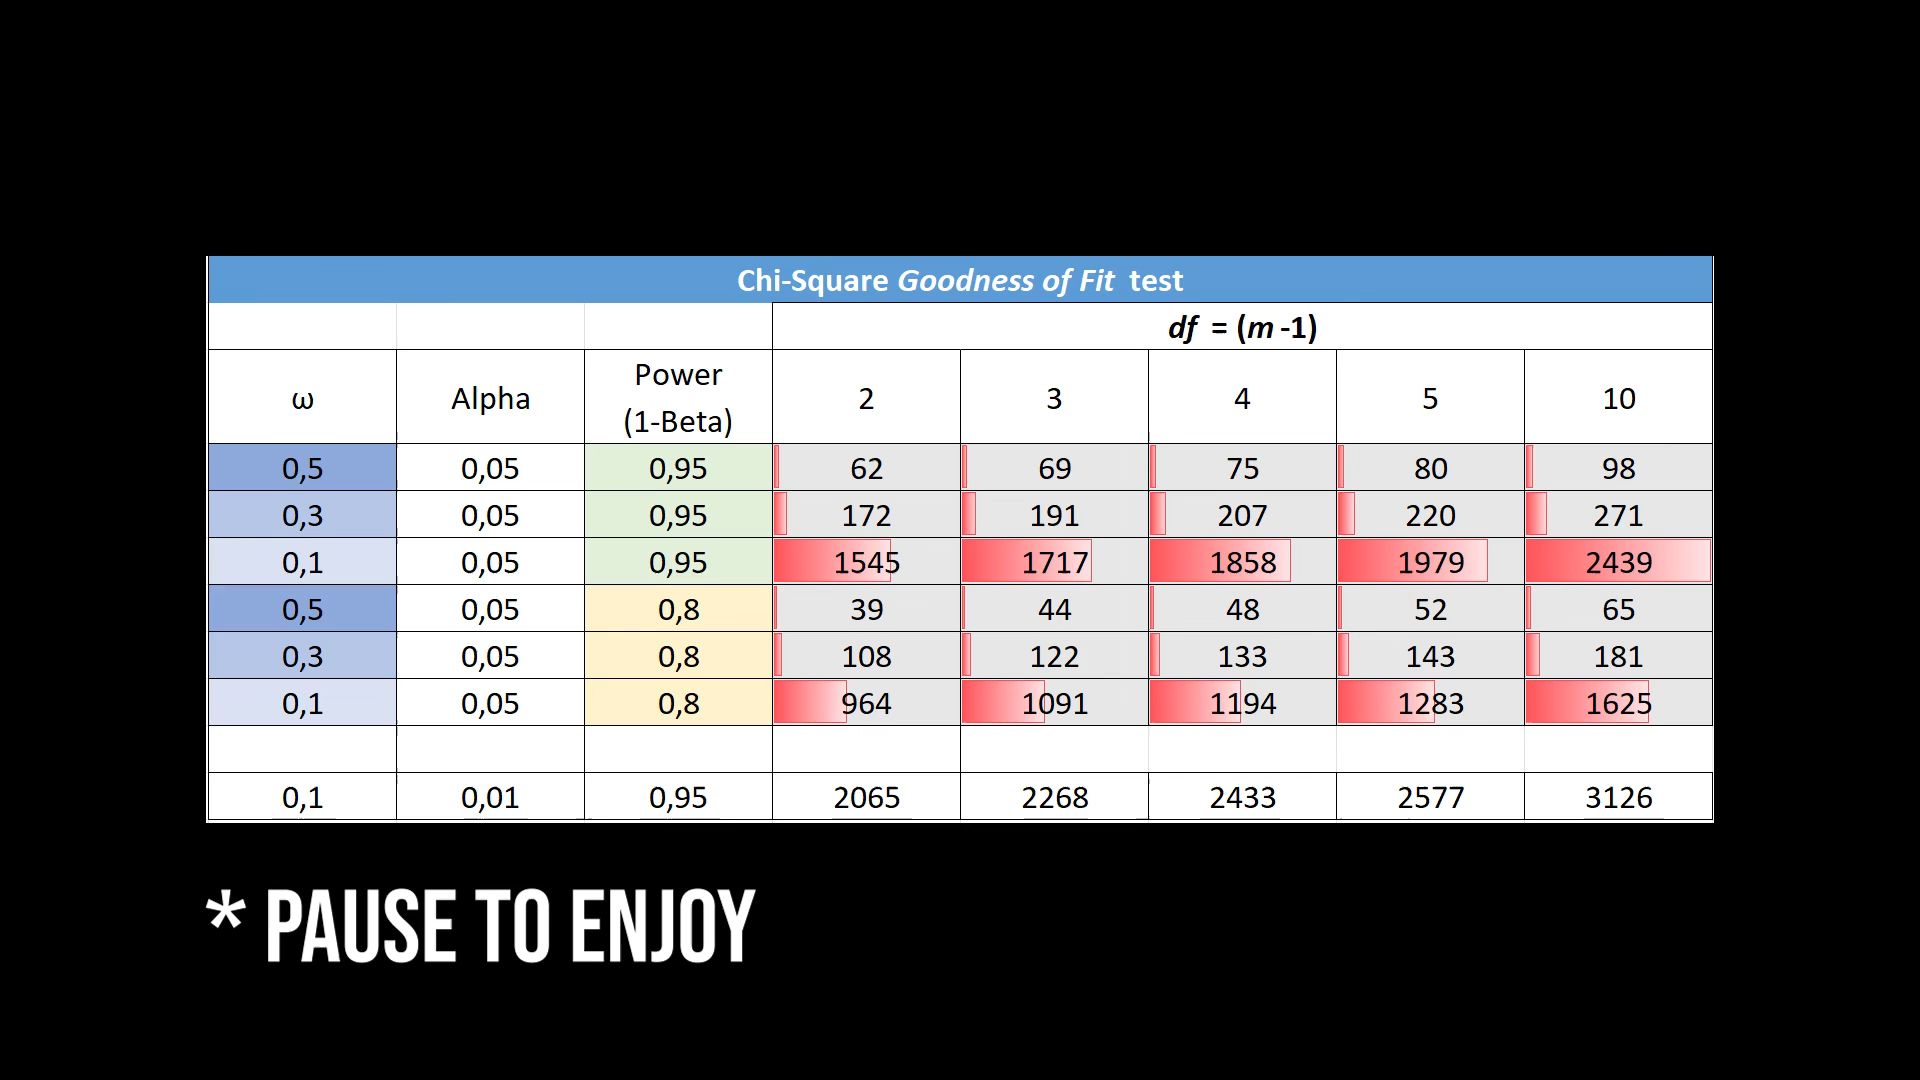 Chi-Square Goodness of Fit test
df = (m -1)
ω Alpha Power (1-Beta) 2 3 4 5 10
0,5 0,05 0,95 62 69 75 80 98
0,3 0,05 0,95 172 191 207 220 271
0,1 0,05 0,95 1545 1717 1858 1979 2439
0,5 0,05 0,8 39 44 48 52 65
0,3 0,05 0,8 108 122 133 143 181
0,1 0,05 0,8 964 1091 1194 1283 1625
0,1 0,01 0,95 2065 2268 2433 2577 3126
* PAUSE TO ENJOY